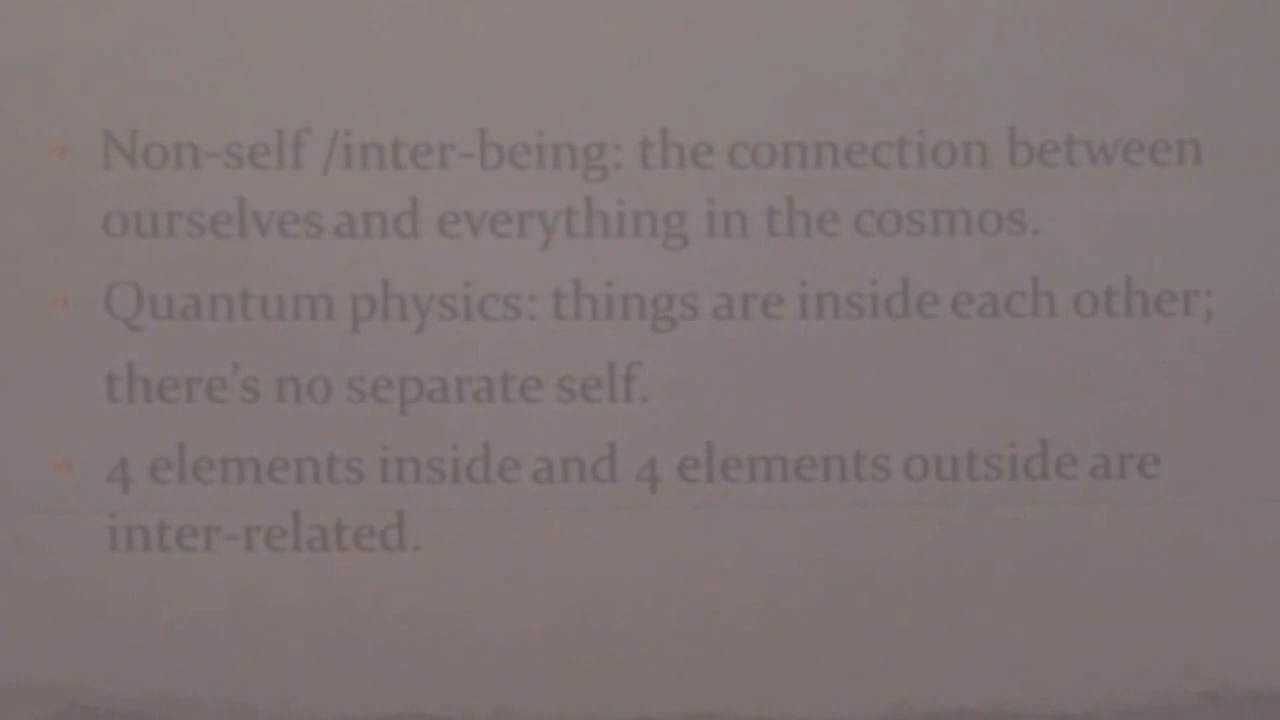 • Non-self /inter-being: the connection between
ourselves and everything in the cosmos.
• Quantum physics: things are inside each other;
there's no separate self.
• 4 elements inside and 4 elements outside are
inter-related.